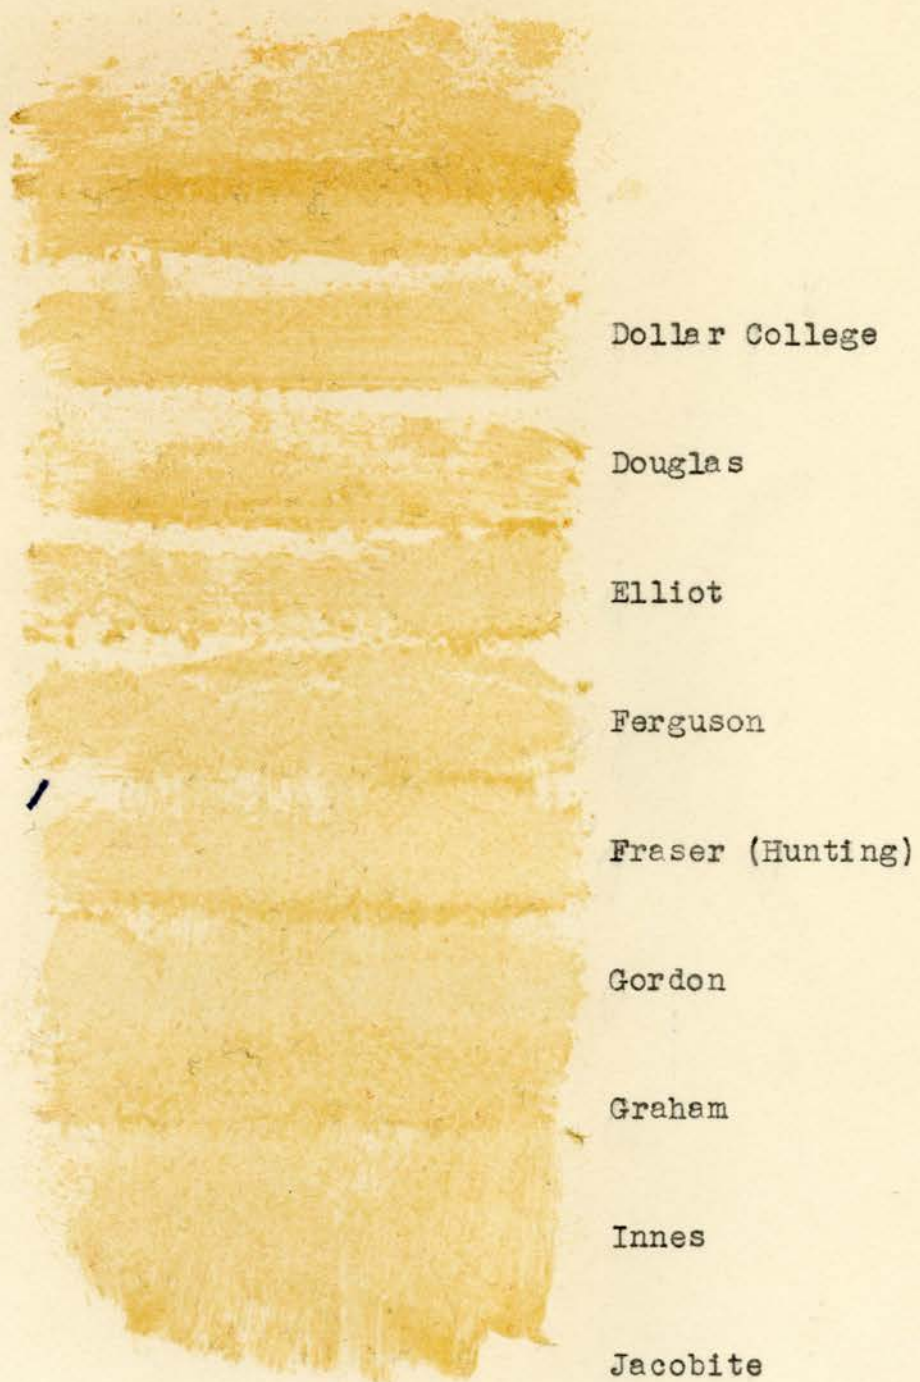 Dollar College
Douglas
Elliot
Ferguson
Fraser (Hunting)
Gordon
Graham
Innes
Jacobite